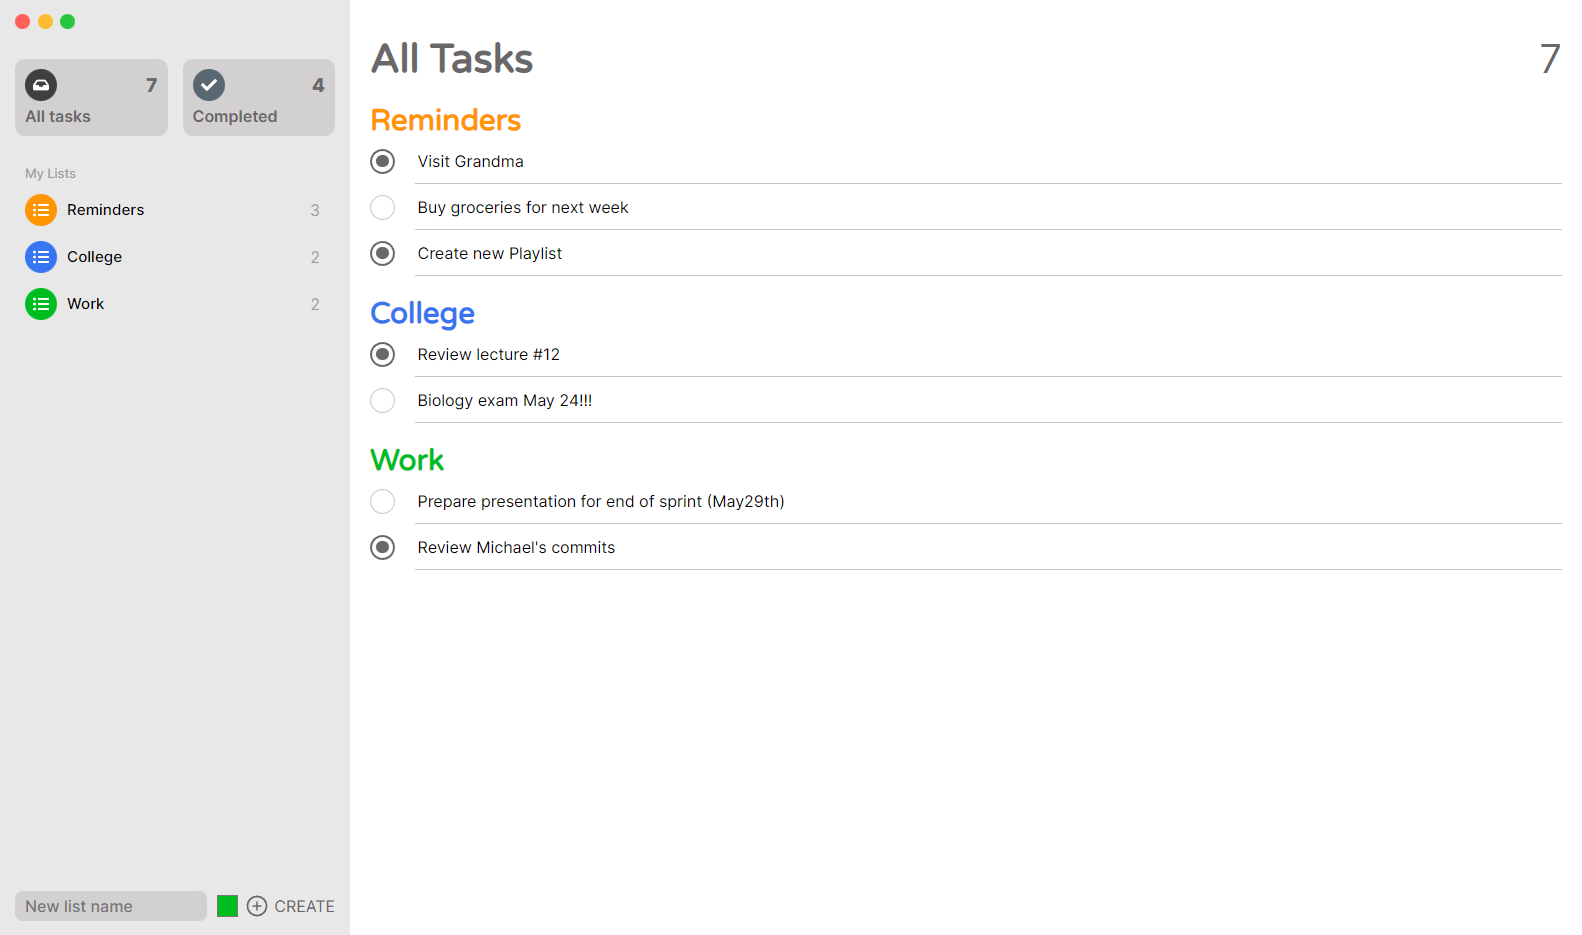 7
All tasks
4
Completed
My Lists
Reminders 3
College 2
Work 2
New list name
CREATE
All Tasks 7
Reminders
Visit Grandma
Buy groceries for next week
Create new Playlist
College
Review lecture #12
Biology exam May 24!!!
Work
Prepare presentation for end of sprint (May29th)
Review Michael's commits